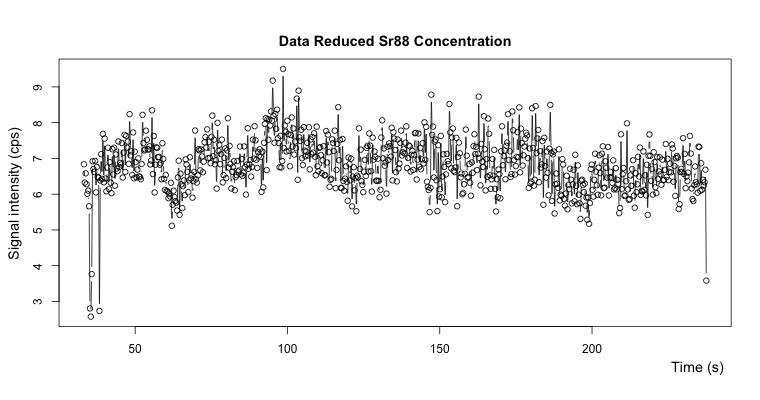 Data Reduced Sr88 Concentration
Signal intensity (cps)
9
8
7
6
5
4
3
50 100 150 200
Time (s)